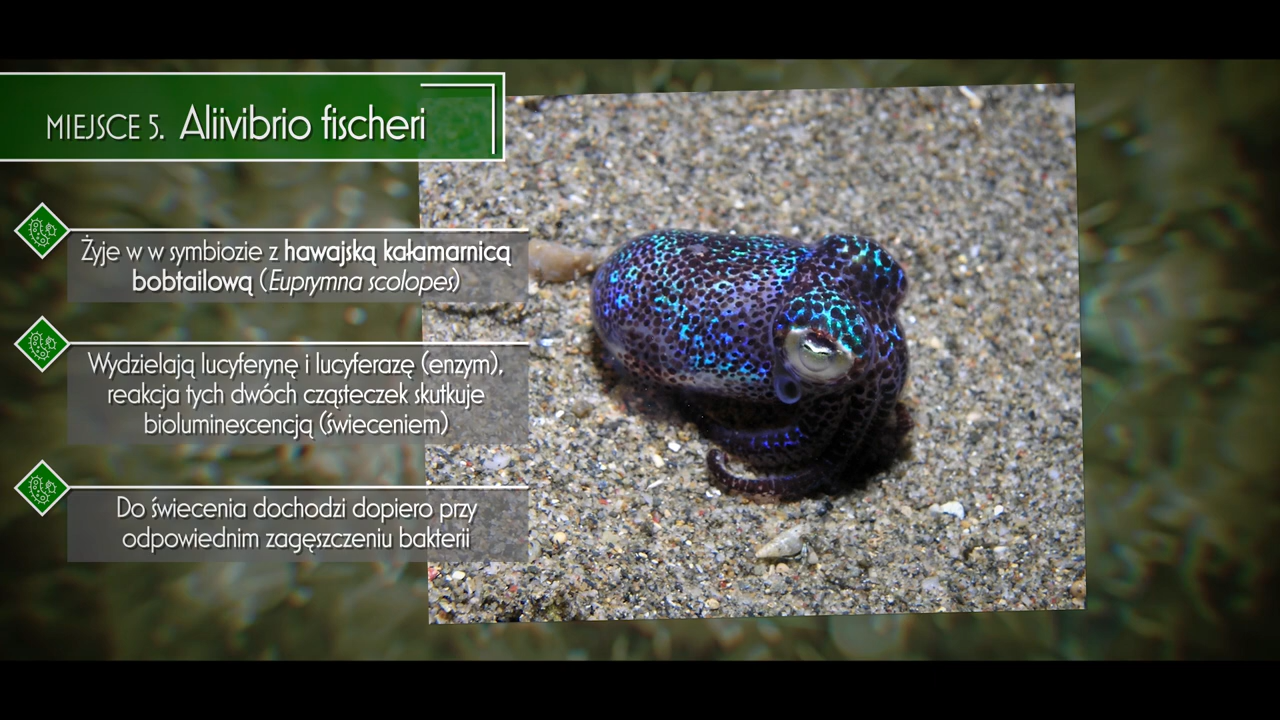 MIEJSCE 5. Aliivibrio fischeri
Żyje w w symbiozie z hawajską kałamarnicą
bobtailową (Euprymna scolopes)
Wydzielają lucyferynę i lucyferazę (enzym),
reakcja tych dwóch cząsteczek skutkuje
bioluminescencją (świeceniem)
Do świecenia dochodzi dopiero przy
odpowiednim zagęszczeniu bakterii